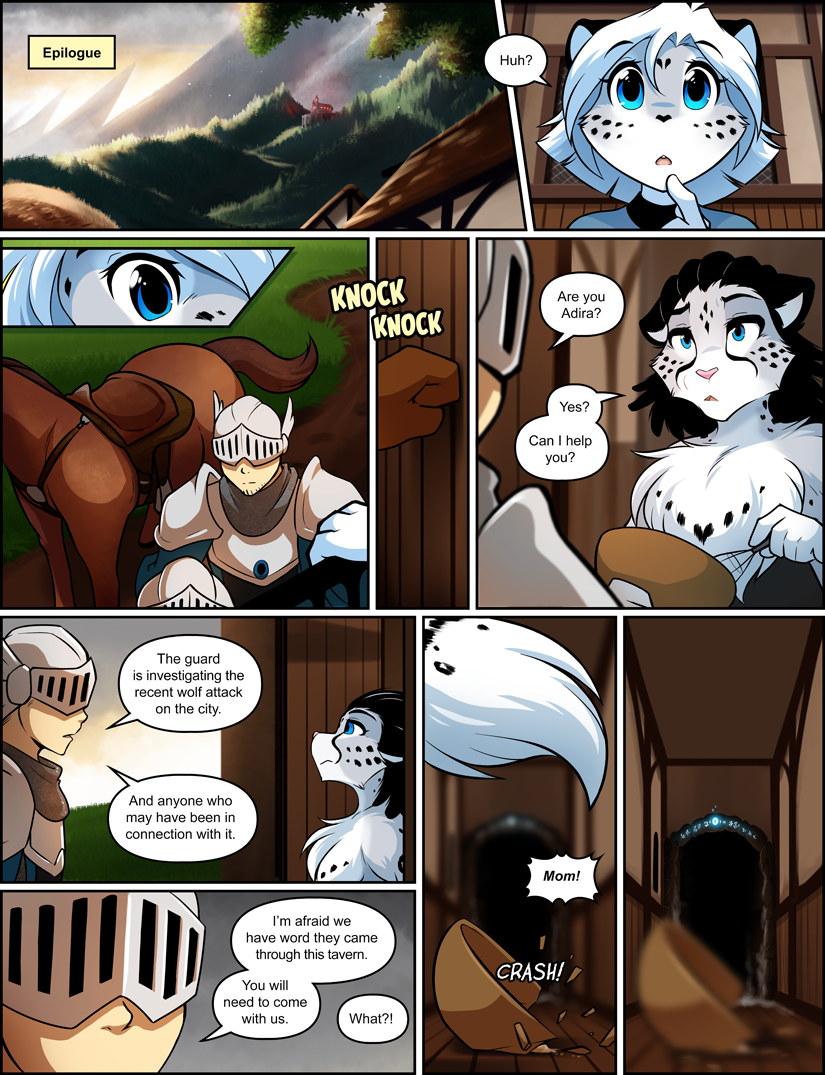 Epilogue
Huh?
KNOCK
KNOCK
Are you
Adira?
Yes?
Can I help
you?
The guard
is investigating the
recent wolf attack
on the city.
And anyone who
may have been in
connection with it.
I'm afraid we
have word they came
through this tavern.
You will
need to come
with us.
What?!
Mom!
CRASH!